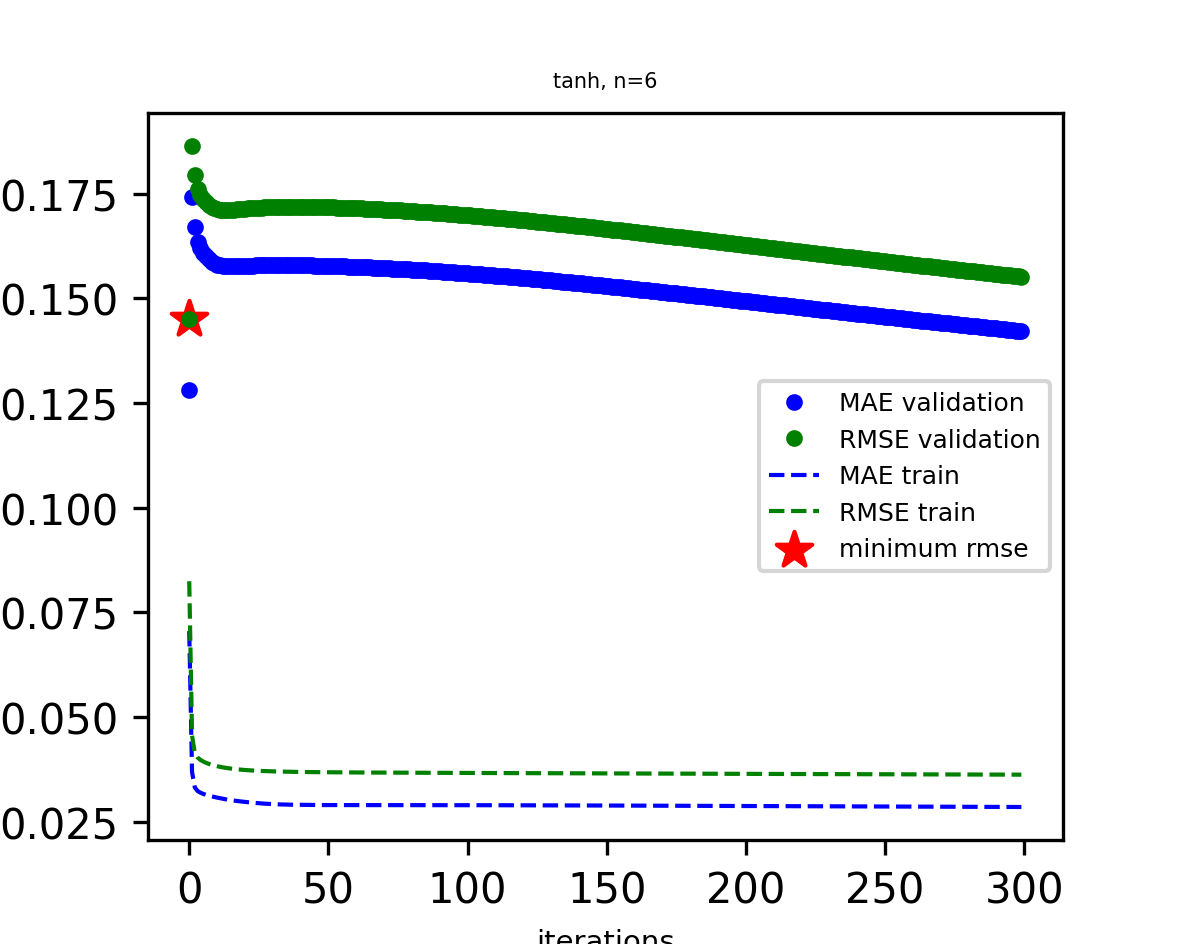 tanh, n=6
0.175
0.150
0.125
0.100
0.075
0.050
0.025
MAE validation
RMSE validation
MAE train
RMSE train
minimum rmse
0 50 100 150 200 250 300
iterations